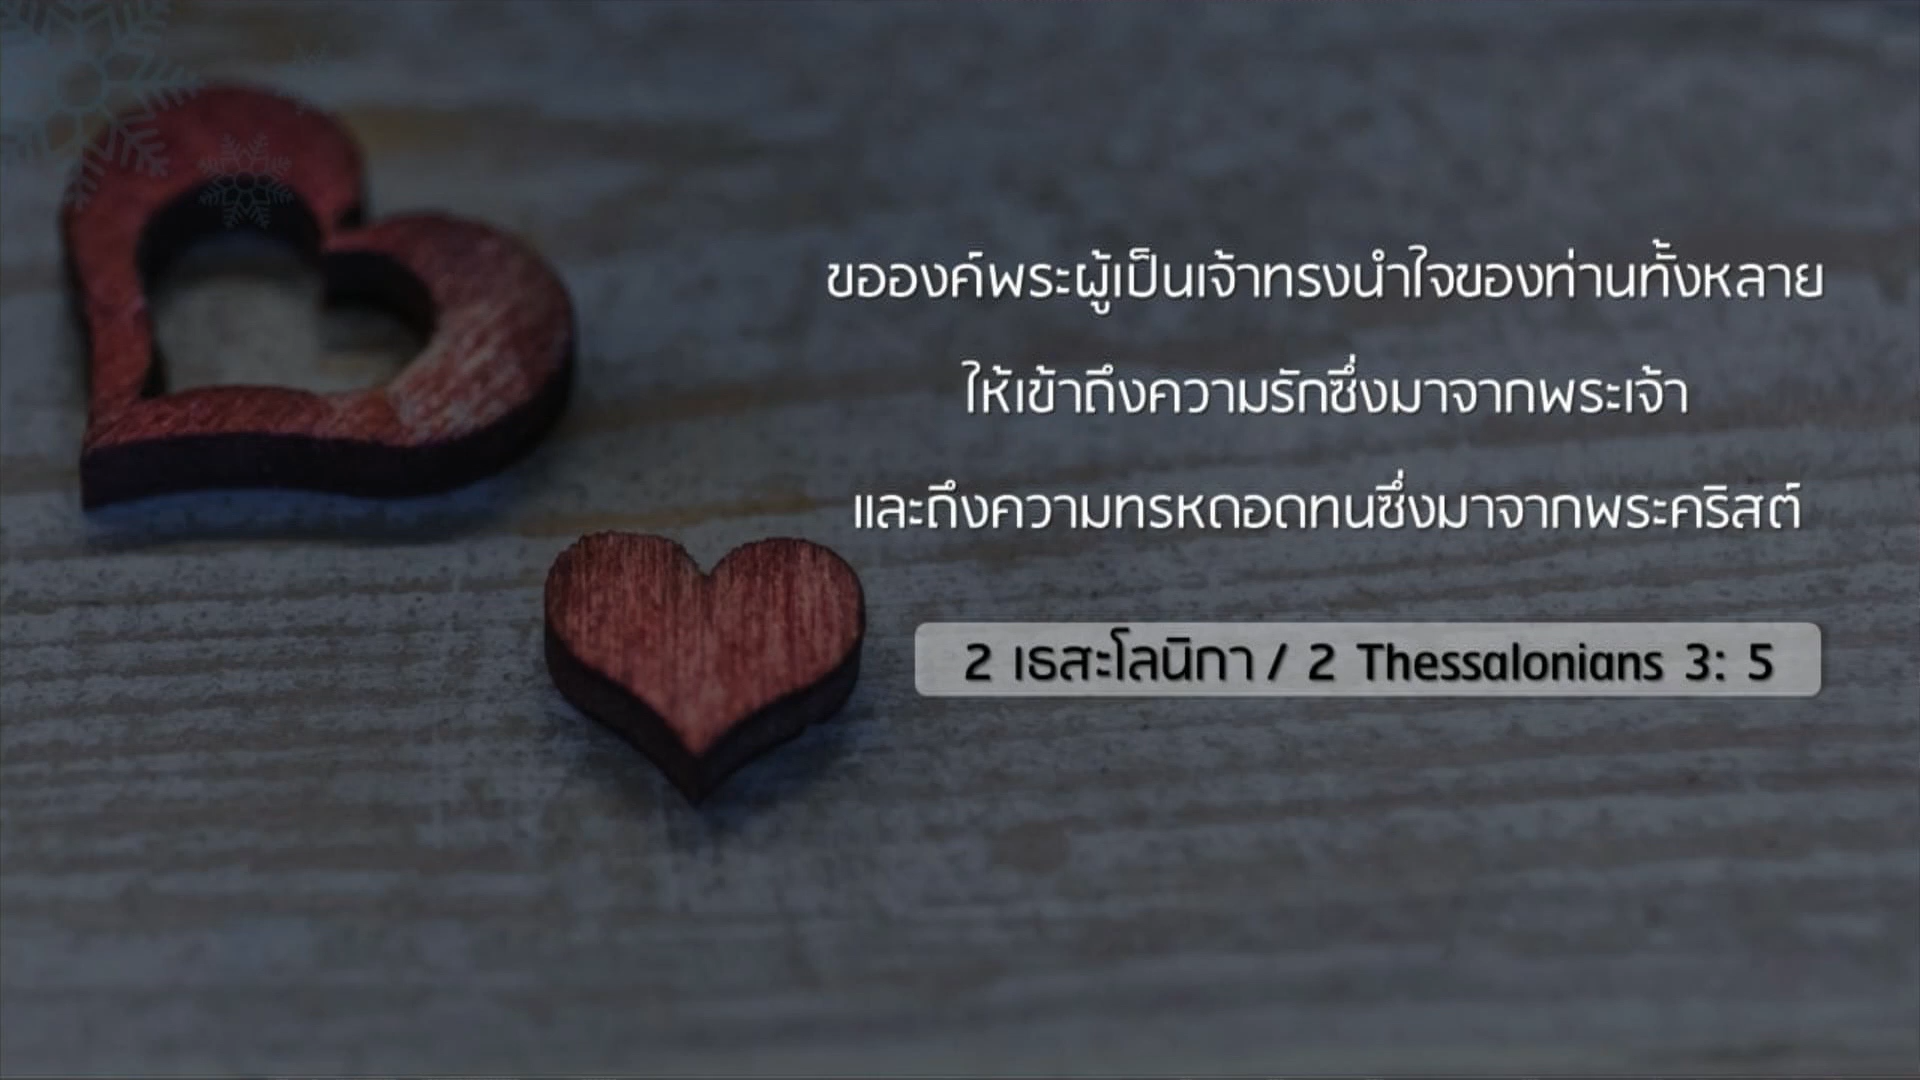 ขอองค์พระผู้เป็นเจ้าทรงนำใจของท่านทั้งหลาย
ให้เข้าถึงความรักซึ่งมาจากพระเจ้า
และถึงความทรหดอดทนซึ่งมาจากพระคริสต์
2 เธสะโลนิกา / 2 Thessalonians 3: 5